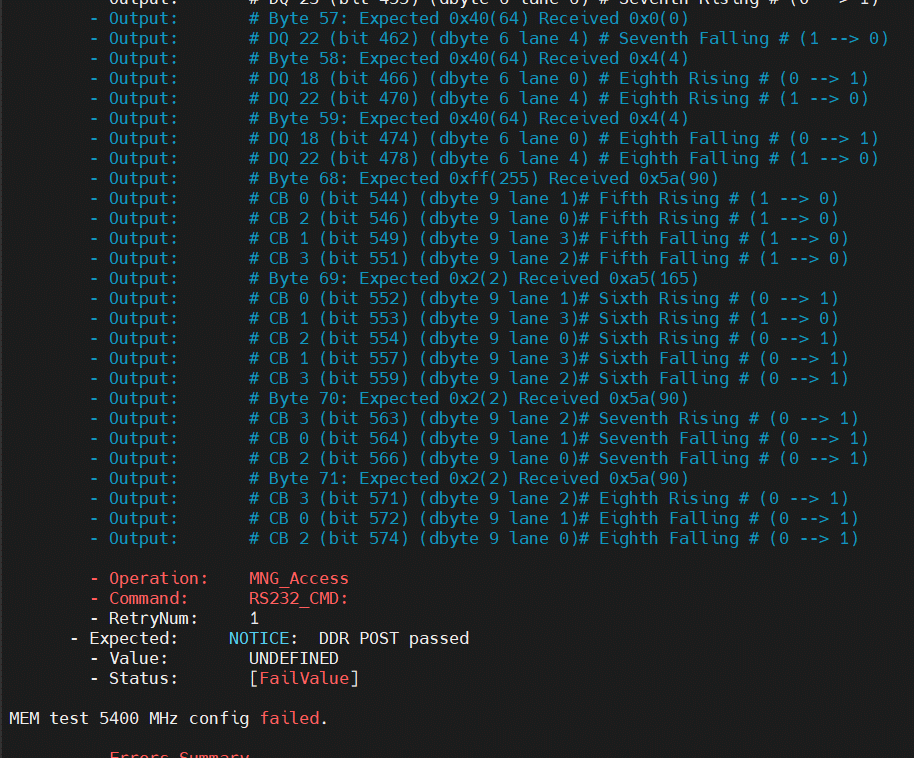 - Output: # DQ 23 (bit 455) (dbyte 6 lane 6) # Seventh Rising # (0 --> 1)
- Output: # Byte 57: Expected 0x40(64) Received 0x0(0)
- Output: # DQ 22 (bit 462) (dbyte 6 lane 4) # Seventh Falling # (1 --> 0)
- Output: # Byte 58: Expected 0x40(64) Received 0x4(4)
- Output: # DQ 18 (bit 466) (dbyte 6 lane 0) # Eighth Rising # (0 --> 1)
- Output: # DQ 22 (bit 470) (dbyte 6 lane 4) # Eighth Rising # (1 --> 0)
- Output: # Byte 59: Expected 0x40(64) Received 0x4(4)
- Output: # DQ 18 (bit 474) (dbyte 6 lane 0) # Eighth Falling # (0 --> 1)
- Output: # DQ 22 (bit 478) (dbyte 6 lane 4) # Eighth Falling # (1 --> 0)
- Output: # Byte 68: Expected 0xff(255) Received 0x5a(90)
- Output: # CB 0 (bit 544) (dbyte 9 lane 1)# Fifth Rising # (1 --> 0)
- Output: # CB 2 (bit 546) (dbyte 9 lane 0)# Fifth Rising # (1 --> 0)
- Output: # CB 1 (bit 549) (dbyte 9 lane 3)# Fifth Falling # (1 --> 0)
- Output: # CB 3 (bit 551) (dbyte 9 lane 2)# Fifth Falling # (1 --> 0)
- Output: # Byte 69: Expected 0x2(2) Received 0xa5(165)
- Output: # CB 0 (bit 552) (dbyte 9 lane 1)# Sixth Rising # (0 --> 1)
- Output: # CB 1 (bit 553) (dbyte 9 lane 3)# Sixth Rising # (1 --> 0)
- Output: # CB 2 (bit 554) (dbyte 9 lane 0)# Sixth Rising # (0 --> 1)
- Output: # CB 1 (bit 557) (dbyte 9 lane 3)# Sixth Falling # (0 --> 1)
- Output: # CB 3 (bit 559) (dbyte 9 lane 2)# Sixth Falling # (0 --> 1)
- Output: # Byte 70: Expected 0x2(2) Received 0x5a(90)
- Output: # CB 3 (bit 563) (dbyte 9 lane 2)# Seventh Rising # (0 --> 1)
- Output: # CB 0 (bit 564) (dbyte 9 lane 1)# Seventh Falling # (0 --> 1)
- Output: # CB 2 (bit 566) (dbyte 9 lane 0)# Seventh Falling # (0 --> 1)
- Output: # Byte 71: Expected 0x2(2) Received 0x5a(90)
- Output: # CB 3 (bit 571) (dbyte 9 lane 2)# Eighth Rising # (0 --> 1)
- Output: # CB 0 (bit 572) (dbyte 9 lane 1)# Eighth Falling # (0 --> 1)
- Output: # CB 2 (bit 574) (dbyte 9 lane 0)# Eighth Falling # (0 --> 1)
- Operation: MNG_Access
- Command: RS232_CMD:
- RetryNum: 1
- Expected: NOTICE: DDR POST passed
- Value: UNDEFINED
- Status: [FailValue]
MEM test 5400 MHz config failed.
Errors Summary